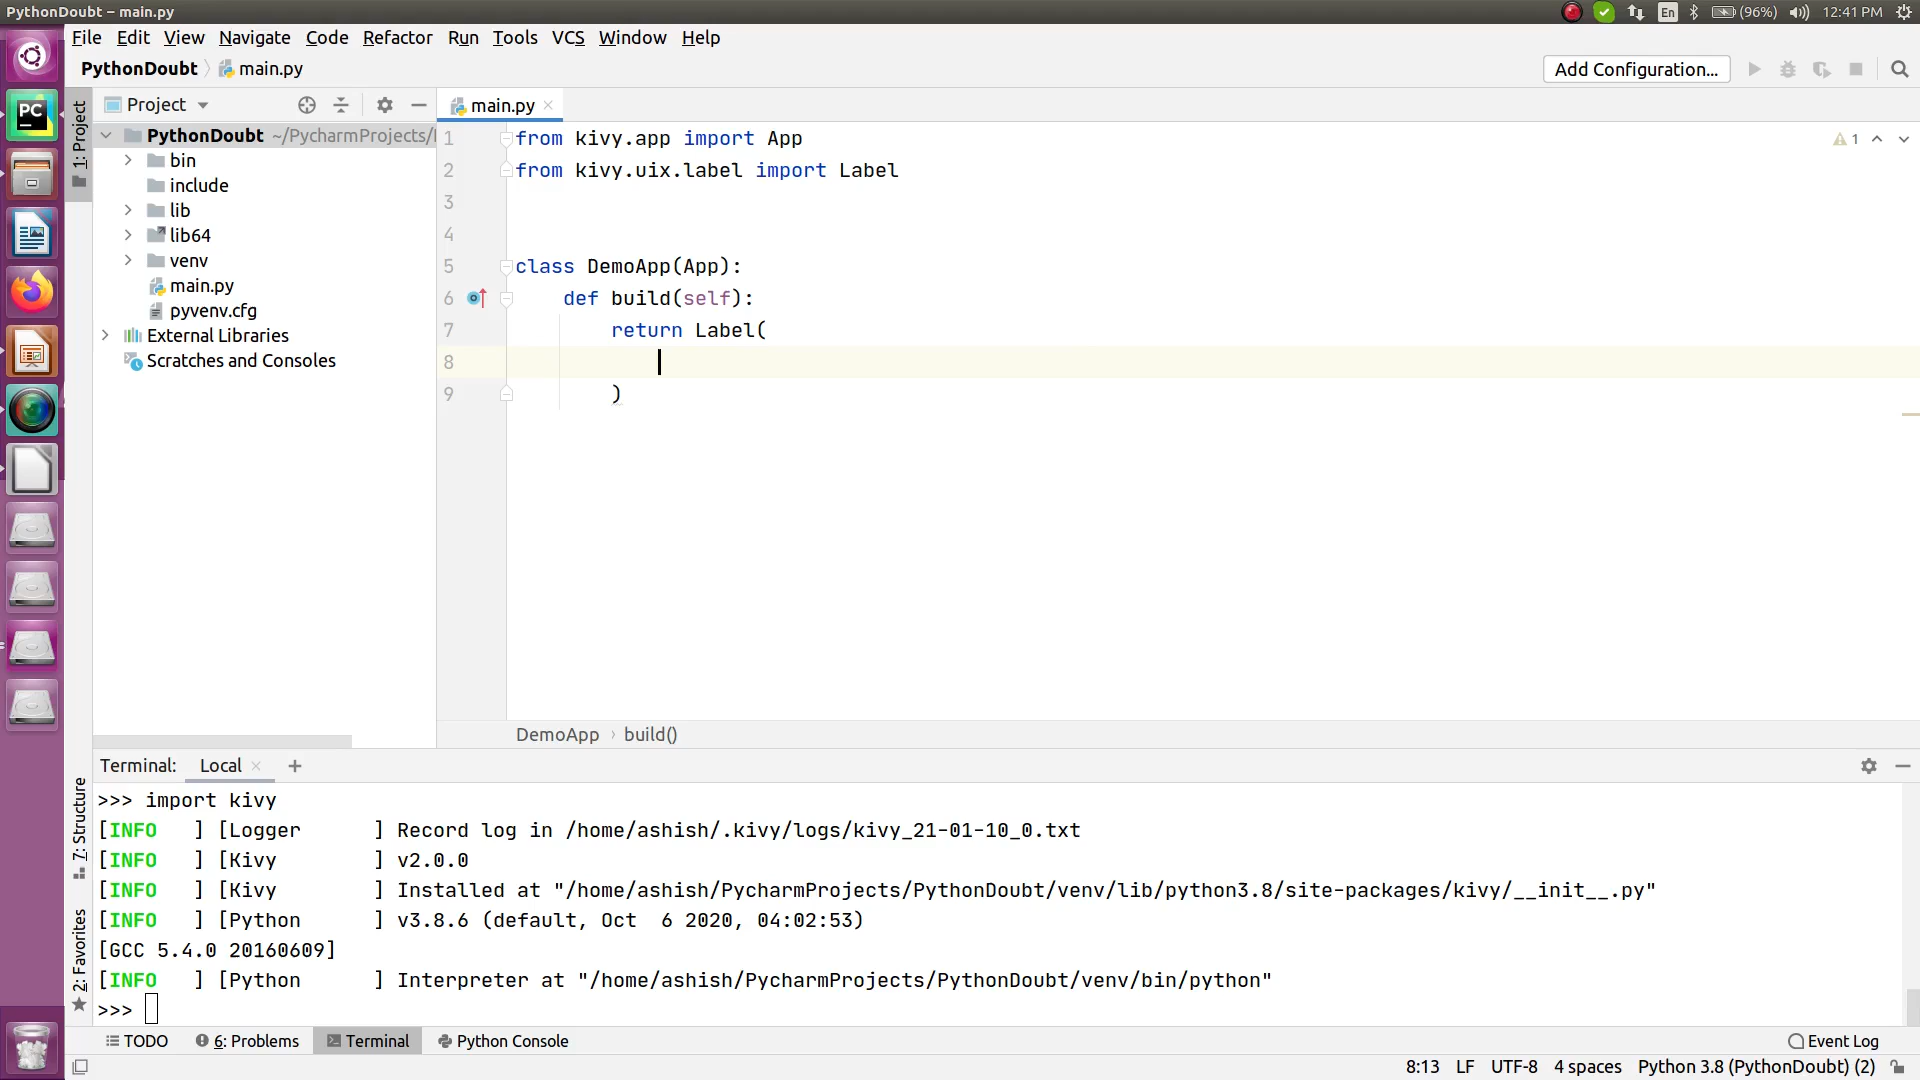 PythonDoubt – main.py
En
(96%)
12:41 PM
File Edit View Navigate Code Refactor Run Tools VCS Window Help
PythonDoubt
main.py
Add Configuration...
1: Project
Project
main.py
PythonDoubt ~/PycharmProjects/
bin
include
lib
lib64
venv
main.py
pyvenv.cfg
External Libraries
Scratches and Consoles
PC
1 from kivy.app import App
2 from kivy.uix.label import Label
3
4
5 class DemoApp(App):
6     def build(self):
7         return Label(
8
9         )
1
DemoApp › build()
Terminal: Local +
7: Structure
2: Favorites
>>> import kivy
[INFO   ] [Logger      ] Record log in /home/ashish/.kivy/logs/kivy_21-01-10_0.txt
[INFO   ] [Kivy        ] v2.0.0
[INFO   ] [Kivy        ] Installed at "/home/ashish/PycharmProjects/PythonDoubt/venv/lib/python3.8/site-packages/kivy/__init__.py"
[INFO   ] [Python      ] v3.8.6 (default, Oct  6 2020, 04:02:53)
[GCC 5.4.0 20160609]
[INFO   ] [Python      ] Interpreter at "/home/ashish/PycharmProjects/PythonDoubt/venv/bin/python"
>>>
TODO 6: Problems Terminal Python Console
Event Log
8:13 LF UTF-8 4 spaces Python 3.8 (PythonDoubt) (2)